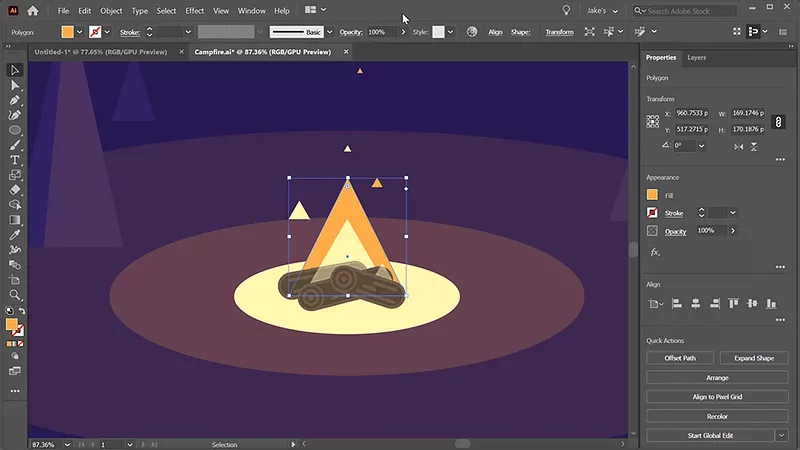 Ai File Edit Object Type Select Effect View Window Help Jake's Search Adobe Stock
Polygon Stroke: Basic Opacity: 100% Style: Align Shape: Transform
Untitled-1* @ 77.65% (RGB/GPU Preview) × Campfire.ai* @ 87.36% (RGB/GPU Preview) ×
Properties Layers
Polygon
Transform
X: 960.7533 p W: 169.1746 p
Y: 517.2715 p H: 170.1876 p
0°
Appearance
Fill
Stroke
Opacity 100%
fx.
Align
Quick Actions
Offset Path Expand Shape
Arrange
Align to Pixel Grid
Recolor
Start Global Edit
87.36% 1 Selection